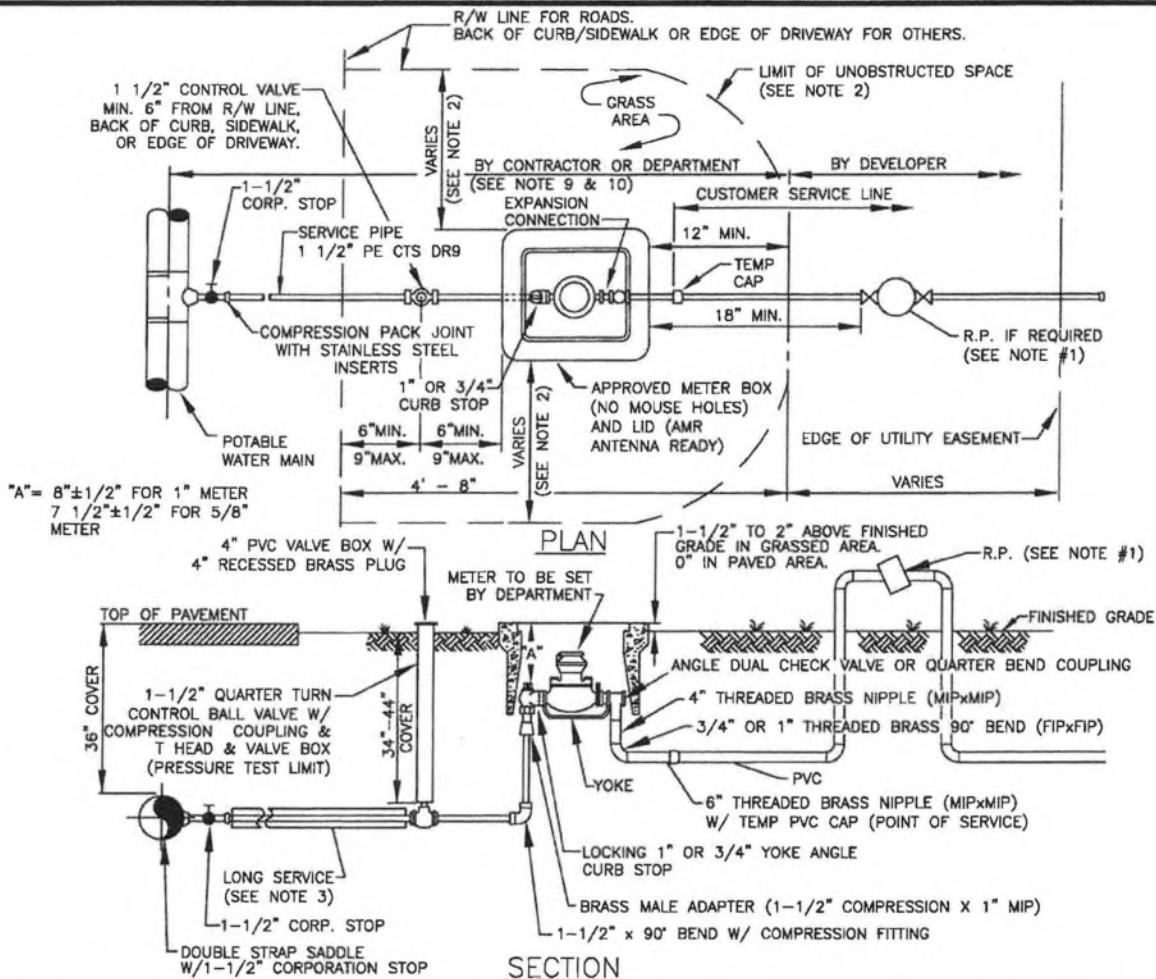 R/W LINE FOR ROADS.
BACK OF CURB/SIDEWALK OR EDGE OF DRIVEWAY FOR OTHERS.
1 1/2" CONTROL VALVE
MIN. 6" FROM R/W LINE,
BACK OF CURB, SIDEWALK,
OR EDGE OF DRIVEWAY.
LIMIT OF UNOBSTRUCTED SPACE
(SEE NOTE 2)
GRASS
AREA
VARIES
(SEE NOTE 2)
BY CONTRACTOR OR DEPARTMENT
(SEE NOTE 9 & 10)
BY DEVELOPER
1-1/2"
CORP. STOP
EXPANSION
CONNECTION
CUSTOMER SERVICE LINE
SERVICE PIPE
1 1/2" PE CTS DR9
12" MIN.
TEMP
CAP
18" MIN.
COMPRESSION PACK JOINT
WITH STAINLESS STEEL
INSERTS
R.P. IF REQUIRED
(SEE NOTE #1)
1" OR 3/4"
CURB STOP
APPROVED METER BOX
(NO MOUSE HOLES)
AND LID (AMR
ANTENNA READY)
POTABLE
WATER MAIN
6"MIN.
9"MAX.
6"MIN.
9"MAX.
VARIES
(SEE NOTE 2)
EDGE OF UTILITY EASEMENT
4' - 8"
VARIES
"A"= 8"±1/2" FOR 1" METER
7 1/2"±1/2" FOR 5/8"
METER
PLAN
4" PVC VALVE BOX W/
4" RECESSED BRASS PLUG
METER TO BE SET
BY DEPARTMENT
1-1/2" TO 2" ABOVE FINISHED
GRADE IN GRASSED AREA.
0" IN PAVED AREA.
R.P. (SEE NOTE #1)
TOP OF PAVEMENT
FINISHED GRADE
"A"
36" COVER
1-1/2" QUARTER TURN
CONTROL BALL VALVE W/
COMPRESSION COUPLING &
T HEAD & VALVE BOX
(PRESSURE TEST LIMIT)
34"-44"
COVER
ANGLE DUAL CHECK VALVE OR QUARTER BEND COUPLING
4" THREADED BRASS NIPPLE (MIPxMIP)
3/4" OR 1" THREADED BRASS 90° BEND (FIPxFIP)
YOKE
PVC
6" THREADED BRASS NIPPLE (MIPxMIP)
W/ TEMP PVC CAP (POINT OF SERVICE)
LOCKING 1" OR 3/4" YOKE ANGLE
CURB STOP
LONG SERVICE
(SEE NOTE 3)
BRASS MALE ADAPTER (1-1/2" COMPRESSION X 1" MIP)
1-1/2" CORP. STOP
1-1/2" x 90° BEND W/ COMPRESSION FITTING
DOUBLE STRAP SADDLE
W/1-1/2" CORPORATION STOP
SECTION